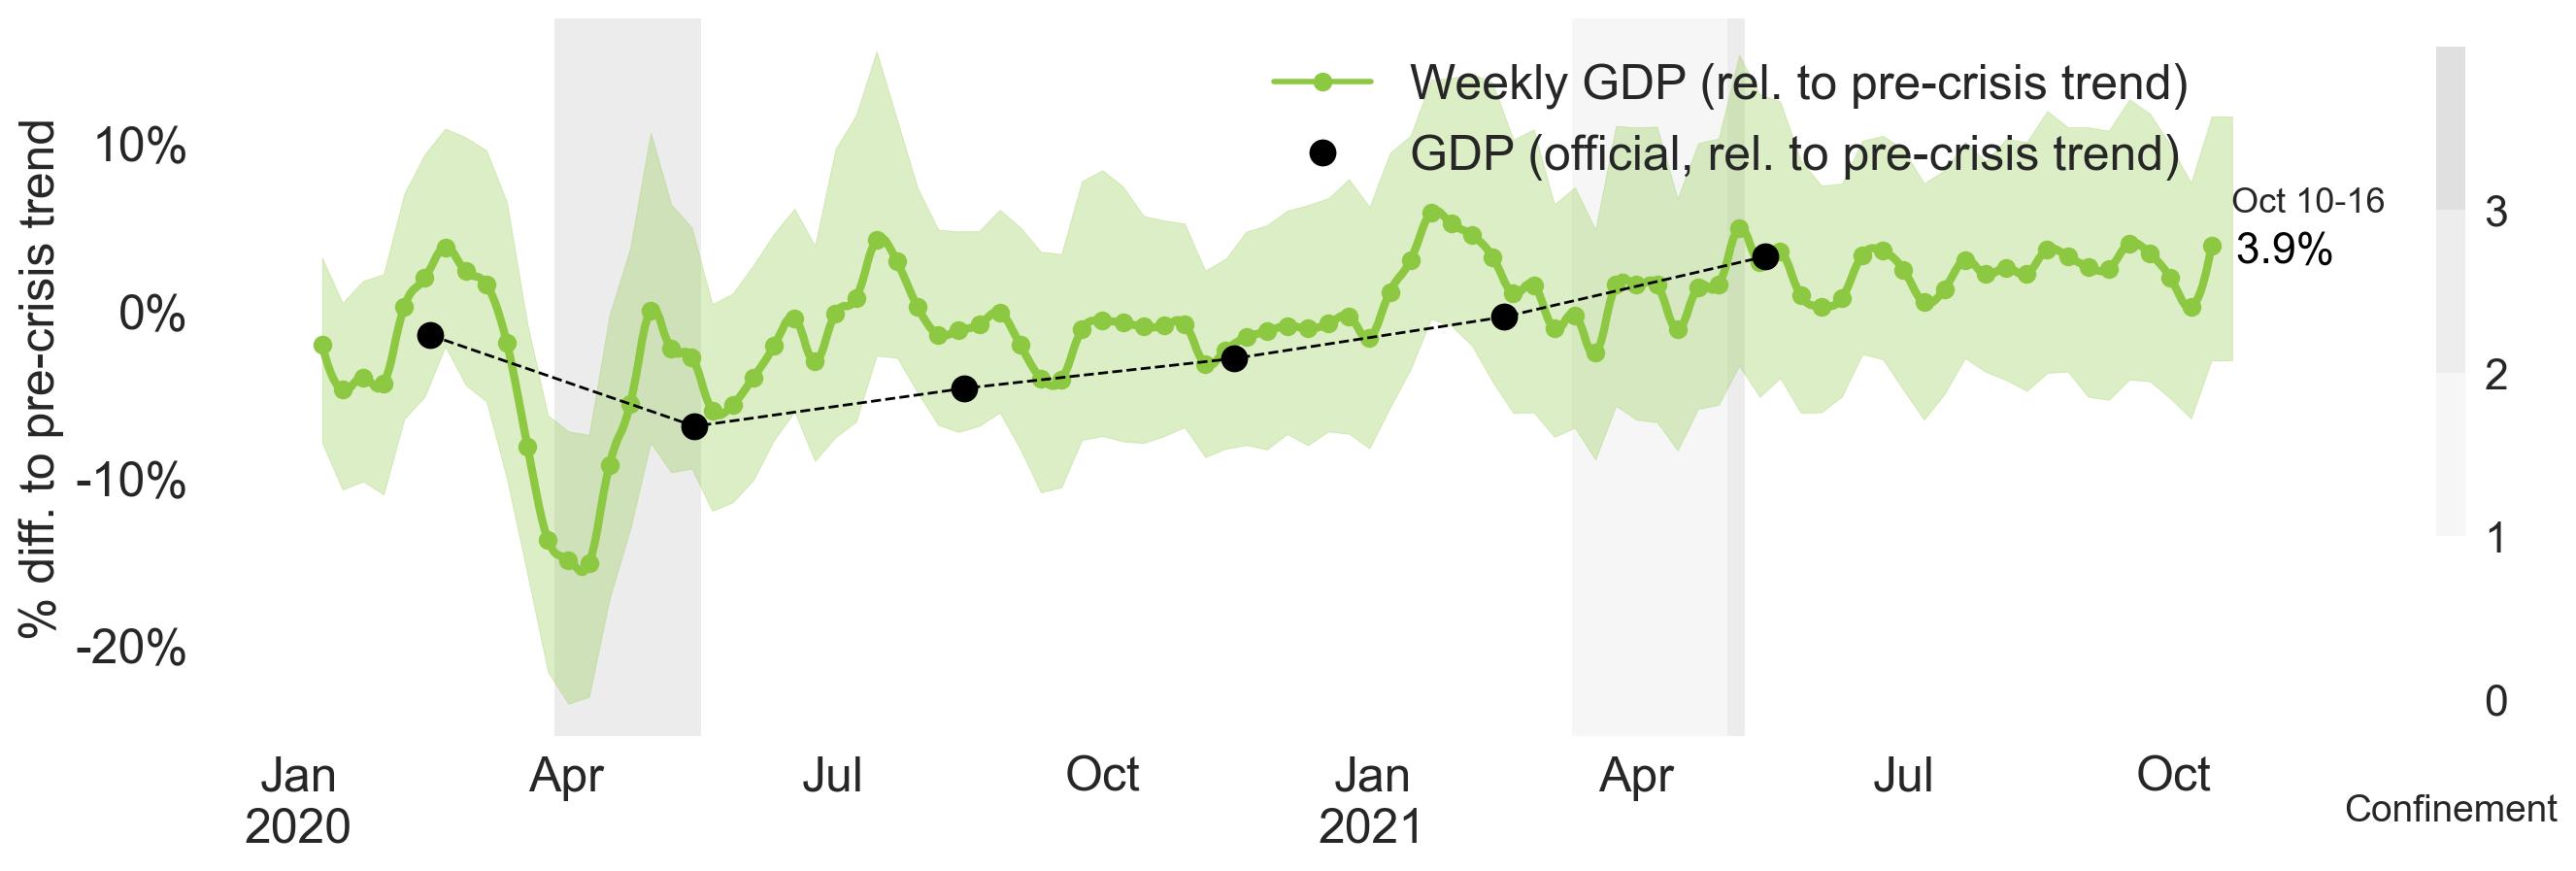 % diff. to pre-crisis trend
10%
0%
-10%
-20%
Weekly GDP (rel. to pre-crisis trend)
GDP (official, rel. to pre-crisis trend)
Oct 10-16
3.9%
3
2
1
0
Confinement
Jan Apr Jul Oct Jan Apr Jul Oct
2020 2021